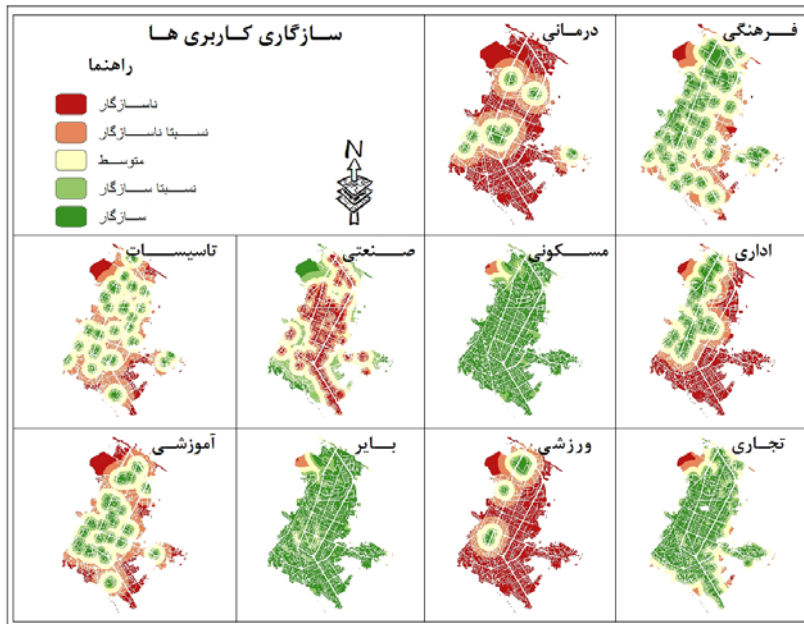 سازگاری کاربری ها
راهنما
ناسازگار
نسبتا ناسازگار
متوسط
نسبتا سازگار
سازگار
N
درمانی
فرهنگی
تاسیسات
صنعتی
مسکونی
اداری
آموزشی
بایر
ورزشی
تجاری